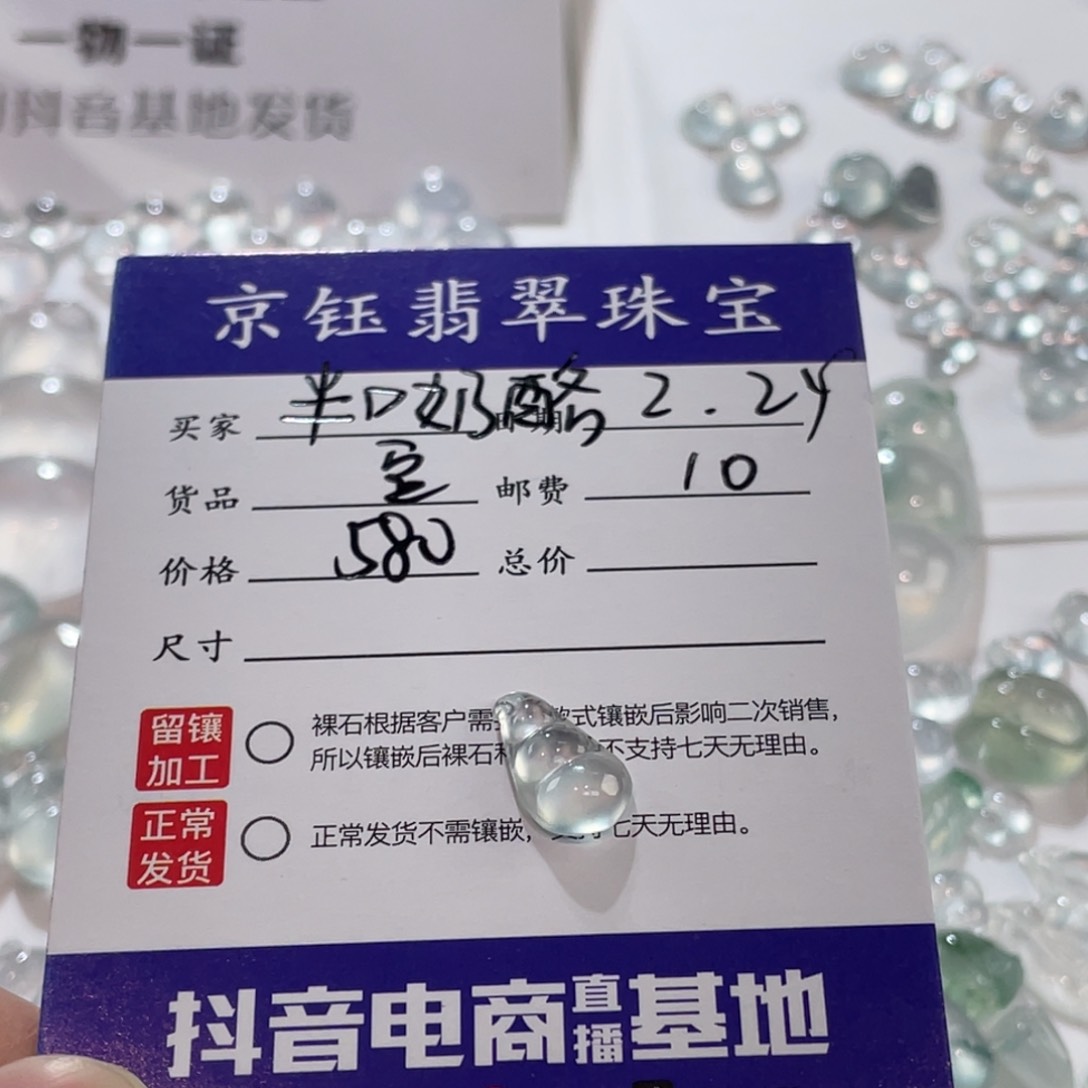 一物一证
抖音基地发货
京钰翡翠珠宝
买家 半口奶酪 日期 2.24
货品 邮费 10
价格 580 总价
尺寸
留镶加工 裸石根据客户需 款式镶嵌后影响二次销售，
所以镶嵌后裸石 不支持七天无理由。
正常发货 正常发货不需镶嵌，支持七天无理由。
抖音电商直播基地